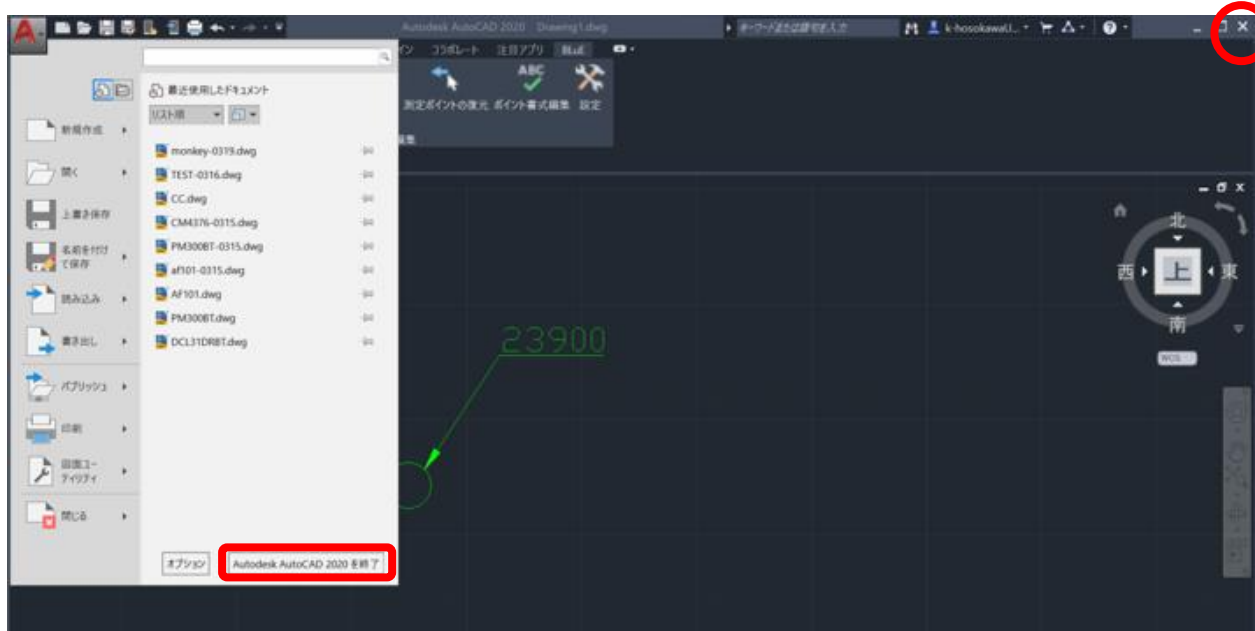 Autodesk AutoCAD 2020 Drawing1.dwg
キーワードまたは語句を入力
k-hosokawaU...
コラボレート 注目アプリ
最近使用したドキュメント
リスト順
ABC
測定ポイントの復元 ポイント書式編集 設定
新規作成
開く
上書き保存
名前を付け
て保存
読み込み
書き出し
パブリッシュ
印刷
図面ユー
ティリティ
閉じる
monkey-0319.dwg
TEST-0316.dwg
CC.dwg
CM4376-0315.dwg
PM300BT-0315.dwg
af101-0315.dwg
AF101.dwg
PM300BT.dwg
DCL31DRBT.dwg
オプション
Autodesk AutoCAD 2020 を終了
23900
北
西
上
東
南
WCS